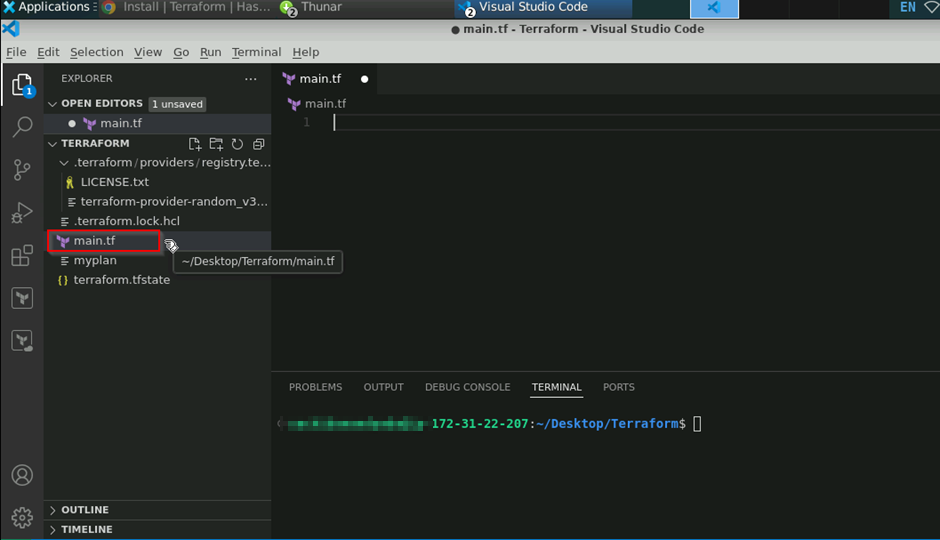 Applications
Install | Terraform | Has...
2 Thunar
2 Visual Studio Code
EN
● main.tf - Terraform - Visual Studio Code
File Edit Selection View Go Run Terminal Help
1
EXPLORER ...
OPEN EDITORS 1 unsaved
main.tf
TERRAFORM
.terraform / providers / registry.te...
LICENSE.txt
terraform-provider-random_v3...
.terraform.lock.hcl
main.tf
~/Desktop/Terraform/main.tf
myplan
{} terraform.tfstate
OUTLINE
TIMELINE
main.tf ●
main.tf
1
PROBLEMS OUTPUT DEBUG CONSOLE TERMINAL PORTS
172-31-22-207:~/Desktop/Terraform$